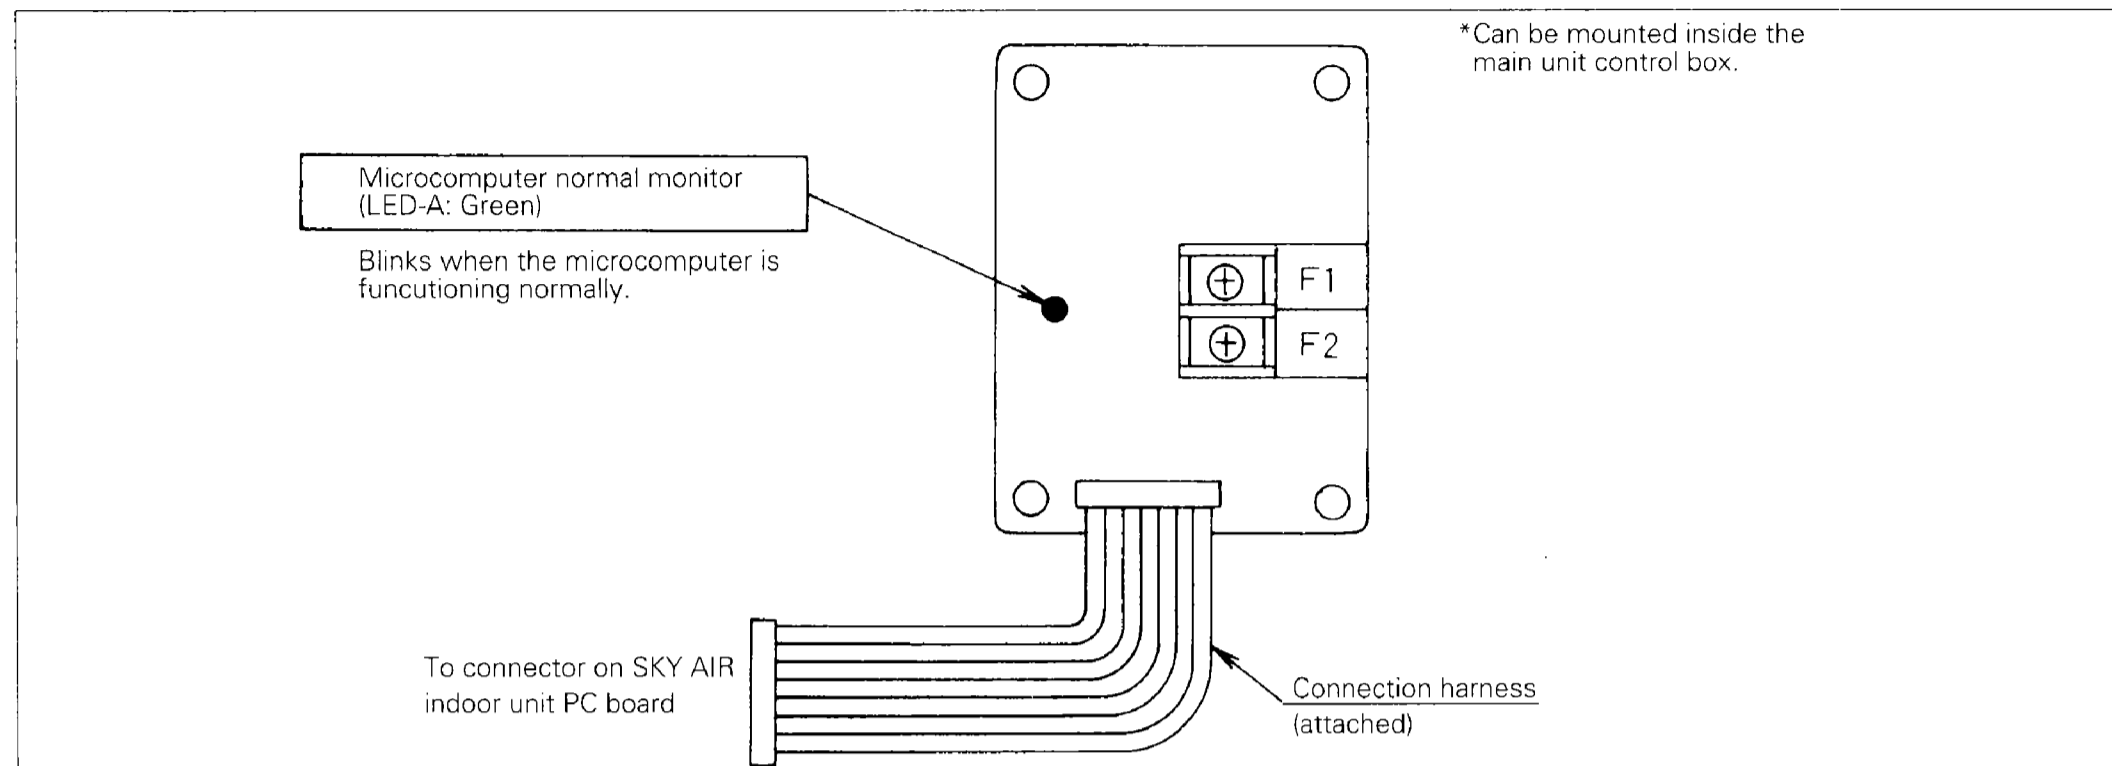 *Can be mounted inside the
main unit control box.
Microcomputer normal monitor
(LED-A: Green)
Blinks when the microcomputer is
funcutioning normally.
F1
F2
To connector on SKY AIR
indoor unit PC board
Connection harness
(attached)